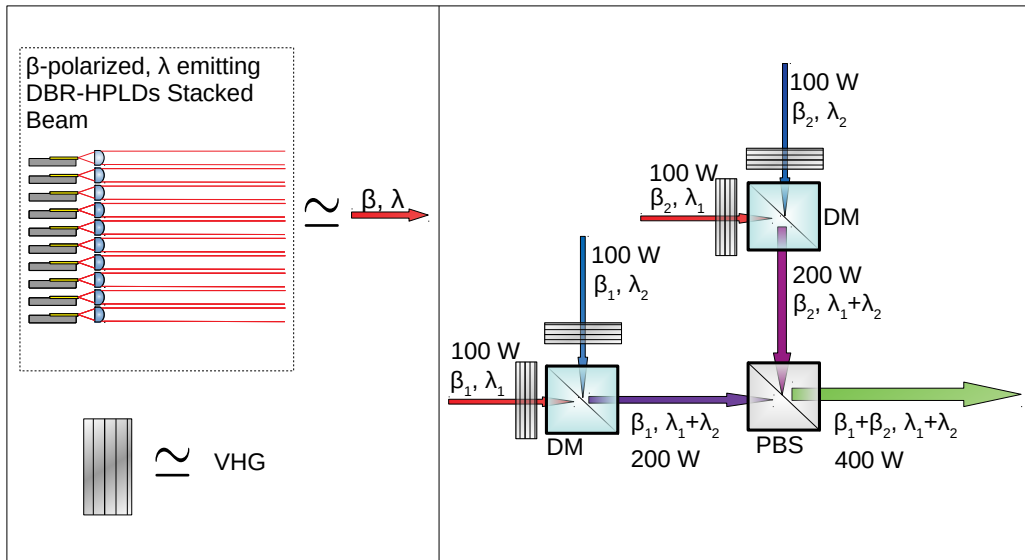 β-polarized, λ emitting
DBR-HPLDs Stacked
Beam
≃ β, λ
≃ VHG
100 W
β₂, λ₂
100 W
β₂, λ₁
DM
200 W
β₂, λ₁+λ₂
100 W
β₁, λ₂
100 W
β₁, λ₁
DM
β₁, λ₁+λ₂
200 W
PBS
β₁+β₂, λ₁+λ₂
400 W